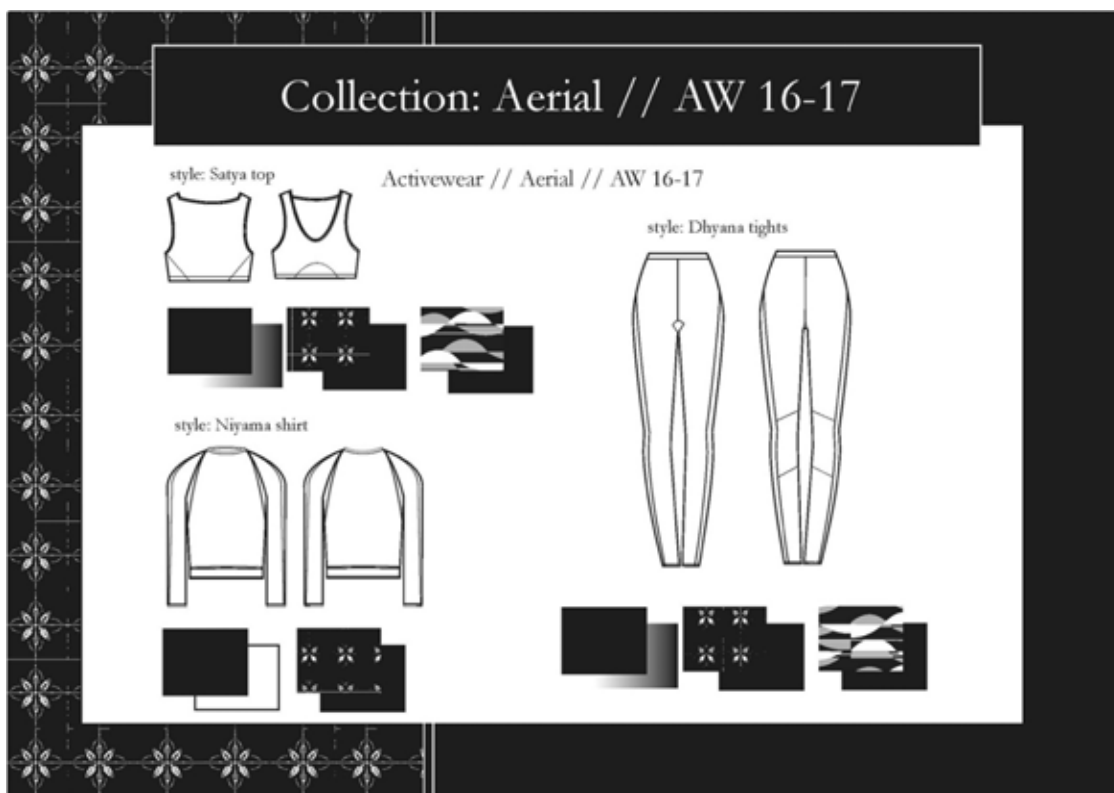 Collection: Aerial // AW 16-17
style: Satya top
Activewear // Aerial // AW 16-17
style: Dhyana tights
style: Niyama shirt